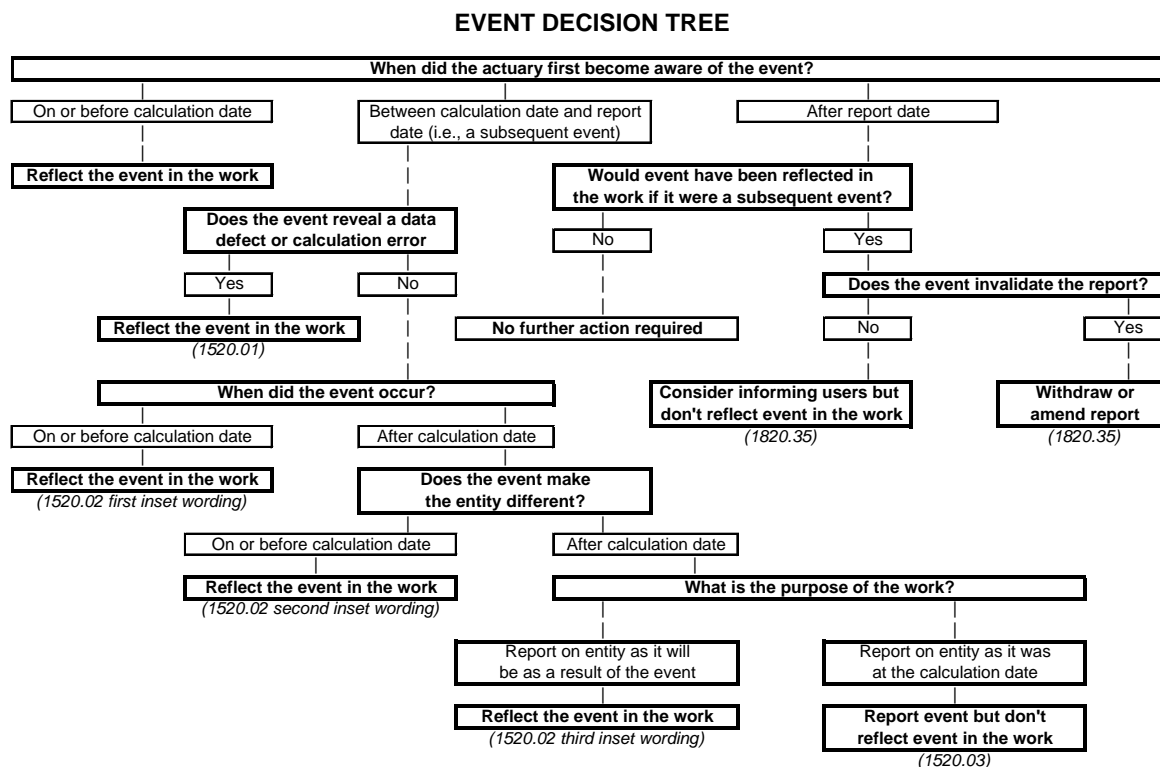 EVENT DECISION TREE
When did the actuary first become aware of the event?
On or before calculation date
Between calculation date and report
date (i.e., a subsequent event)
After report date
Reflect the event in the work
Would event have been reflected in
the work if it were a subsequent event?
Does the event reveal a data
defect or calculation error
No
Yes
Yes
No
Does the event invalidate the report?
Reflect the event in the work
(1520.01)
No further action required
No
Yes
When did the event occur?
Consider informing users but
don't reflect event in the work
(1820.35)
Withdraw or
amend report
(1820.35)
On or before calculation date
After calculation date
Reflect the event in the work
(1520.02 first inset wording)
Does the event make
the entity different?
On or before calculation date
After calculation date
Reflect the event in the work
(1520.02 second inset wording)
What is the purpose of the work?
Report on entity as it will
be as a result of the event
Report on entity as it was
at the calculation date
Reflect the event in the work
(1520.02 third inset wording)
Report event but don't
reflect event in the work
(1520.03)